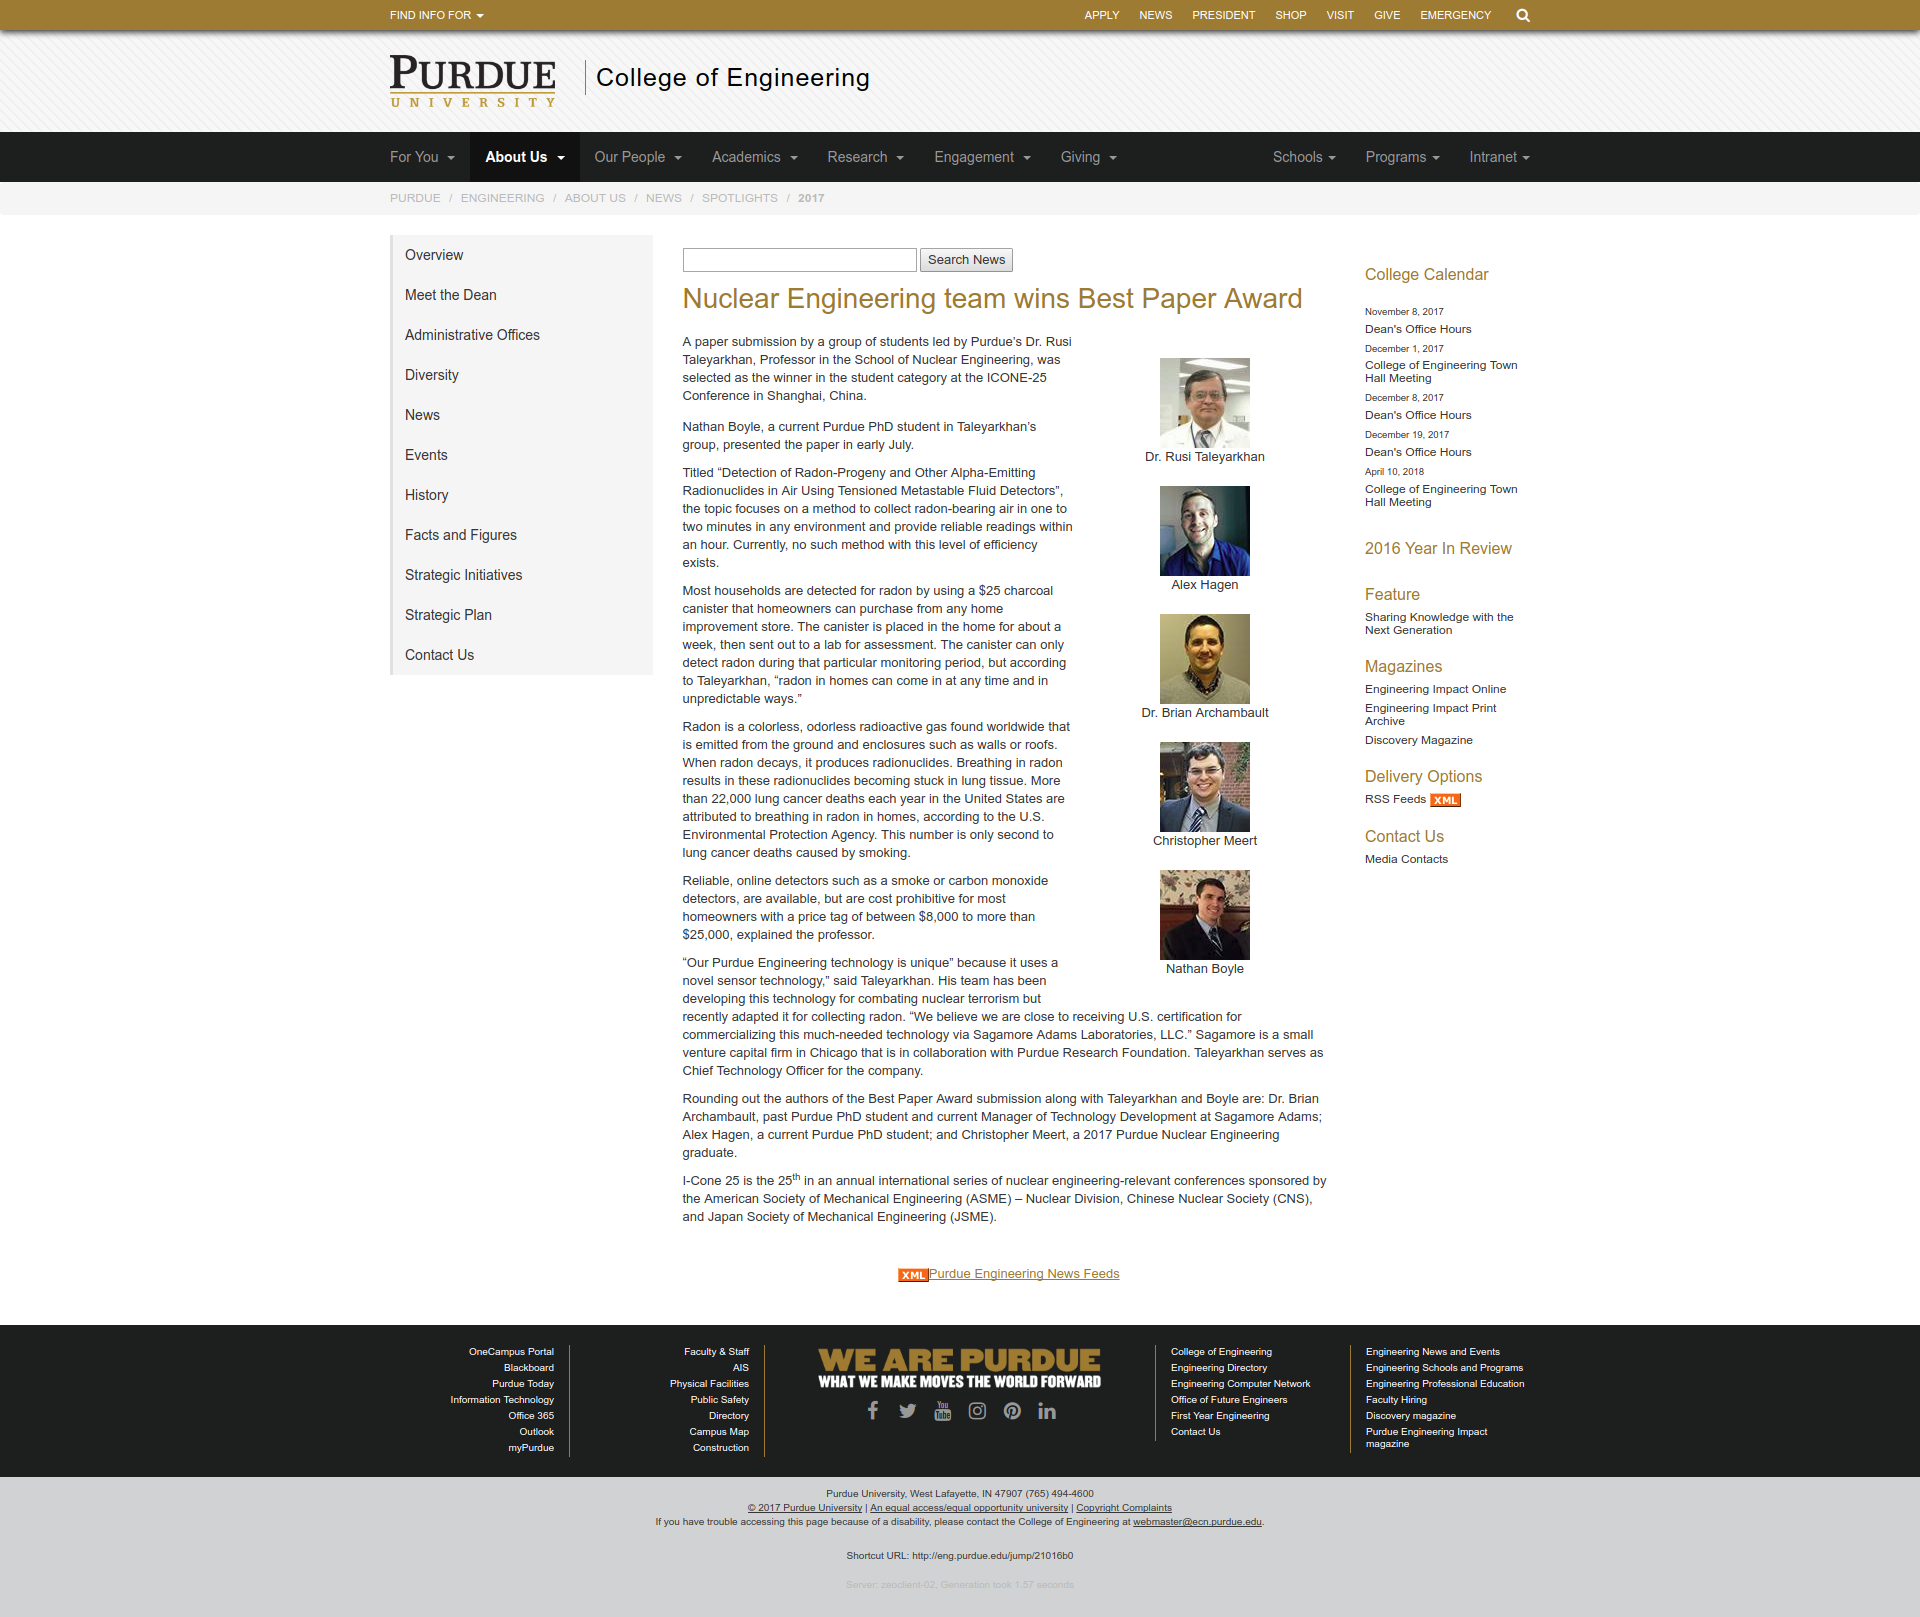 FIND INFO FOR
APPLY NEWS PRESIDENT SHOP VISIT GIVE EMERGENCY
PURDUE
UNIVERSITY
College of Engineering
For You About Us Our People Academics Research Engagement Giving Schools Programs Intranet
PURDUE / ENGINEERING / ABOUT US / NEWS / SPOTLIGHTS / 2017
Overview
Meet the Dean
Administrative Offices
Diversity
News
Events
History
Facts and Figures
Strategic Initiatives
Strategic Plan
Contact Us
Search News
Nuclear Engineering team wins Best Paper Award
A paper submission by a group of students led by Purdue’s Dr. Rusi
Taleyarkhan, Professor in the School of Nuclear Engineering, was
selected as the winner in the student category at the ICONE-25
Conference in Shanghai, China.
Nathan Boyle, a current Purdue PhD student in Taleyarkhan’s
group, presented the paper in early July.
Titled “Detection of Radon-Progeny and Other Alpha-Emitting
Radionuclides in Air Using Tensioned Metastable Fluid Detectors”,
the topic focuses on a method to collect radon-bearing air in one to
two minutes in any environment and provide reliable readings within
an hour. Currently, no such method with this level of efficiency
exists.
Most households are detected for radon by using a $25 charcoal
canister that homeowners can purchase from any home
improvement store. The canister is placed in the home for about a
week, then sent out to a lab for assessment. The canister can only
detect radon during that particular monitoring period, but according
to Taleyarkhan, “radon in homes can come in at any time and in
unpredictable ways.”
Radon is a colorless, odorless radioactive gas found worldwide that
is emitted from the ground and enclosures such as walls or roofs.
When radon decays, it produces radionuclides. Breathing in radon
results in these radionuclides becoming stuck in lung tissue. More
than 22,000 lung cancer deaths each year in the United States are
attributed to breathing in radon in homes, according to the U.S.
Environmental Protection Agency. This number is only second to
lung cancer deaths caused by smoking.
Reliable, online detectors such as a smoke or carbon monoxide
detectors, are available, but are cost prohibitive for most
homeowners with a price tag of between $8,000 to more than
$25,000, explained the professor.
“Our Purdue Engineering technology is unique” because it uses a
novel sensor technology,” said Taleyarkhan. His team has been
developing this technology for combating nuclear terrorism but
recently adapted it for collecting radon. “We believe we are close to receiving U.S. certification for
commercializing this much-needed technology via Sagamore Adams Laboratories, LLC.” Sagamore is a small
venture capital firm in Chicago that is in collaboration with Purdue Research Foundation. Taleyarkhan serves as
Chief Technology Officer for the company.
Rounding out the authors of the Best Paper Award submission along with Taleyarkhan and Boyle are: Dr. Brian
Archambault, past Purdue PhD student and current Manager of Technology Development at Sagamore Adams;
Alex Hagen, a current Purdue PhD student; and Christopher Meert, a 2017 Purdue Nuclear Engineering
graduate.
I-Cone 25 is the 25th in an annual international series of nuclear engineering-relevant conferences sponsored by
the American Society of Mechanical Engineering (ASME) – Nuclear Division, Chinese Nuclear Society (CNS),
and Japan Society of Mechanical Engineering (JSME).
Dr. Rusi Taleyarkhan
Alex Hagen
Dr. Brian Archambault
Christopher Meert
Nathan Boyle
XML Purdue Engineering News Feeds
College Calendar
November 8, 2017
Dean's Office Hours
December 1, 2017
College of Engineering Town
Hall Meeting
December 8, 2017
Dean's Office Hours
December 19, 2017
Dean's Office Hours
April 10, 2018
College of Engineering Town
Hall Meeting
2016 Year In Review
Feature
Sharing Knowledge with the
Next Generation
Magazines
Engineering Impact Online
Engineering Impact Print
Archive
Discovery Magazine
Delivery Options
RSS Feeds XML
Contact Us
Media Contacts
OneCampus Portal
Blackboard
Purdue Today
Information Technology
Office 365
Outlook
myPurdue
Faculty & Staff
AIS
Physical Facilities
Public Safety
Directory
Campus Map
Construction
WE ARE PURDUE
WHAT WE MAKE MOVES THE WORLD FORWARD
You
Tube
College of Engineering
Engineering Directory
Engineering Computer Network
Office of Future Engineers
First Year Engineering
Contact Us
Engineering News and Events
Engineering Schools and Programs
Engineering Professional Education
Faculty Hiring
Discovery magazine
Purdue Engineering Impact
magazine
Purdue University, West Lafayette, IN 47907 (765) 494-4600
© 2017 Purdue University | An equal access/equal opportunity university | Copyright Complaints
If you have trouble accessing this page because of a disability, please contact the College of Engineering at webmaster@ecn.purdue.edu.
Shortcut URL: http://eng.purdue.edu/jump/21016b0
Server: zeoclient-02, Generation took 1.57 seconds